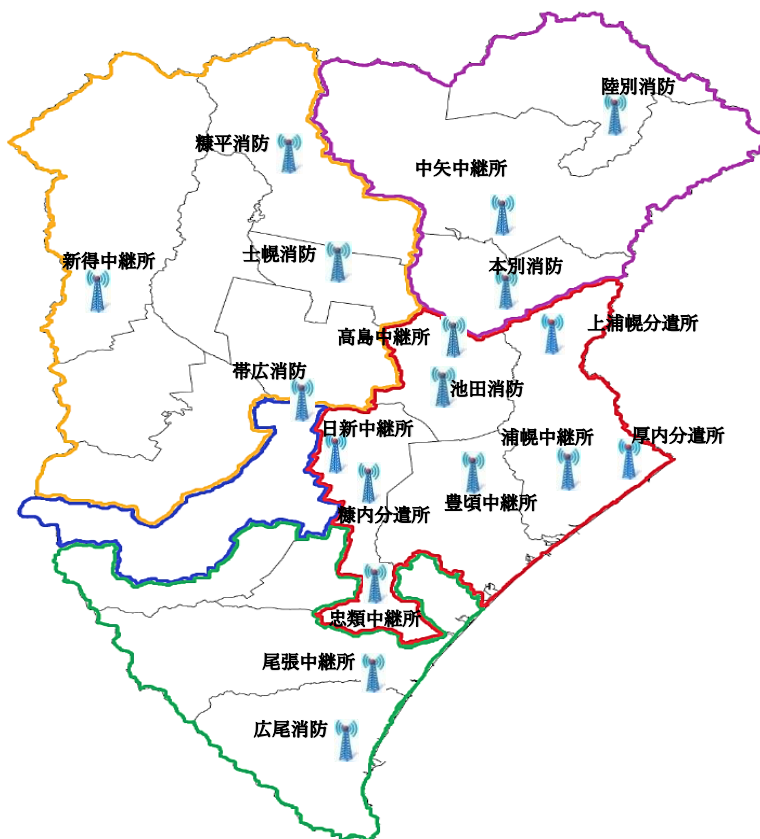 陸別消防
糠平消防
中矢中継所
士幌消防
新得中継所
本別消防
上浦幌分遣所
高島中継所
帯広消防
池田消防
日新中継所
浦幌中継所
厚内分遣所
豊頃中継所
糠内分遣所
忠類中継所
尾張中継所
広尾消防